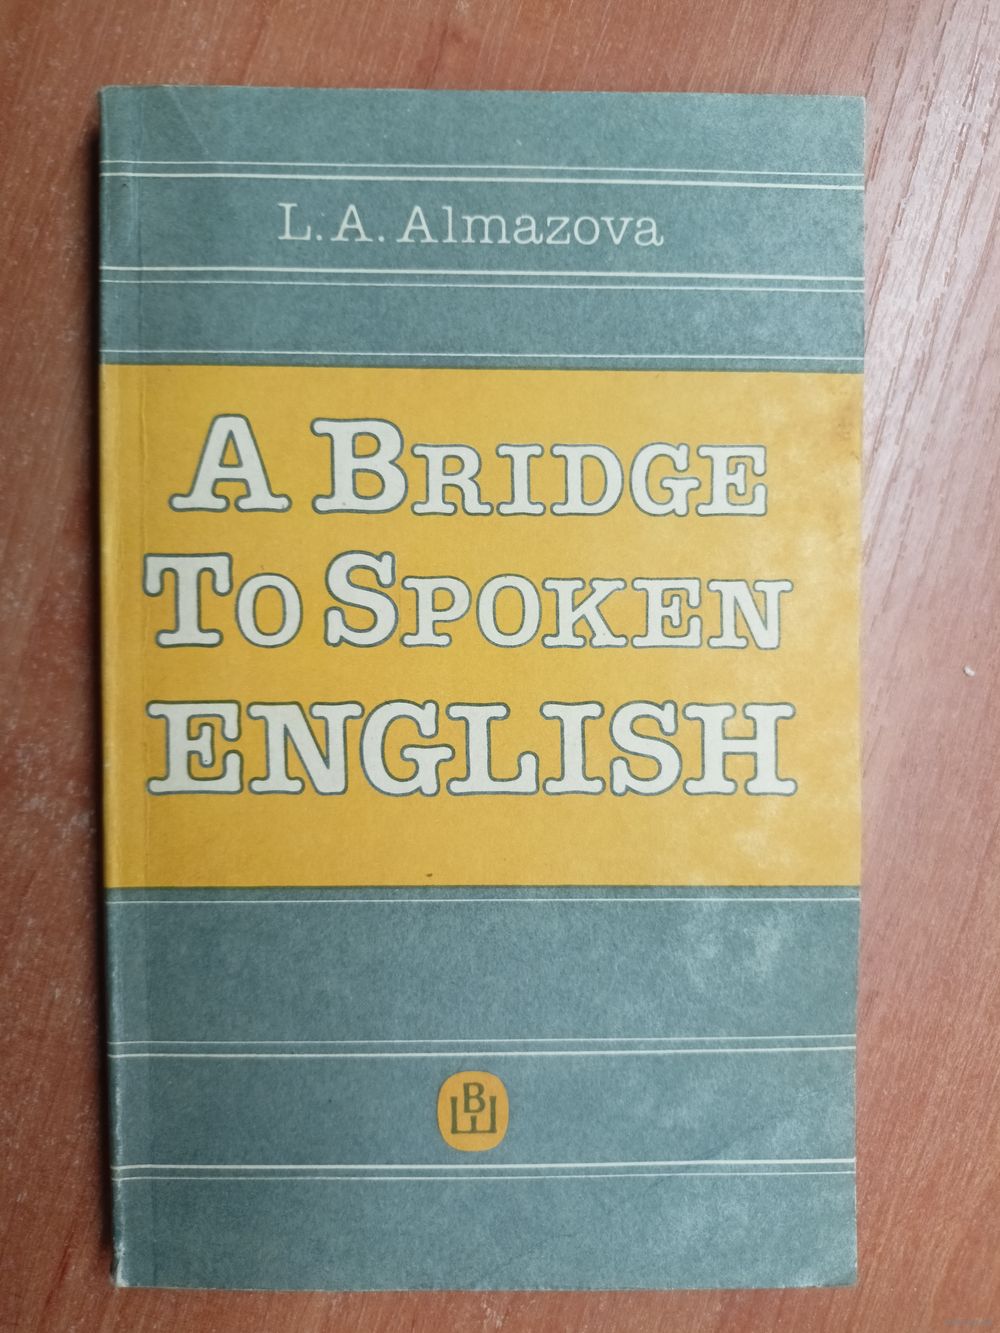 L. A. Almazova
A BRIDGE
TO SPOKEN
ENGLISH
ВШ